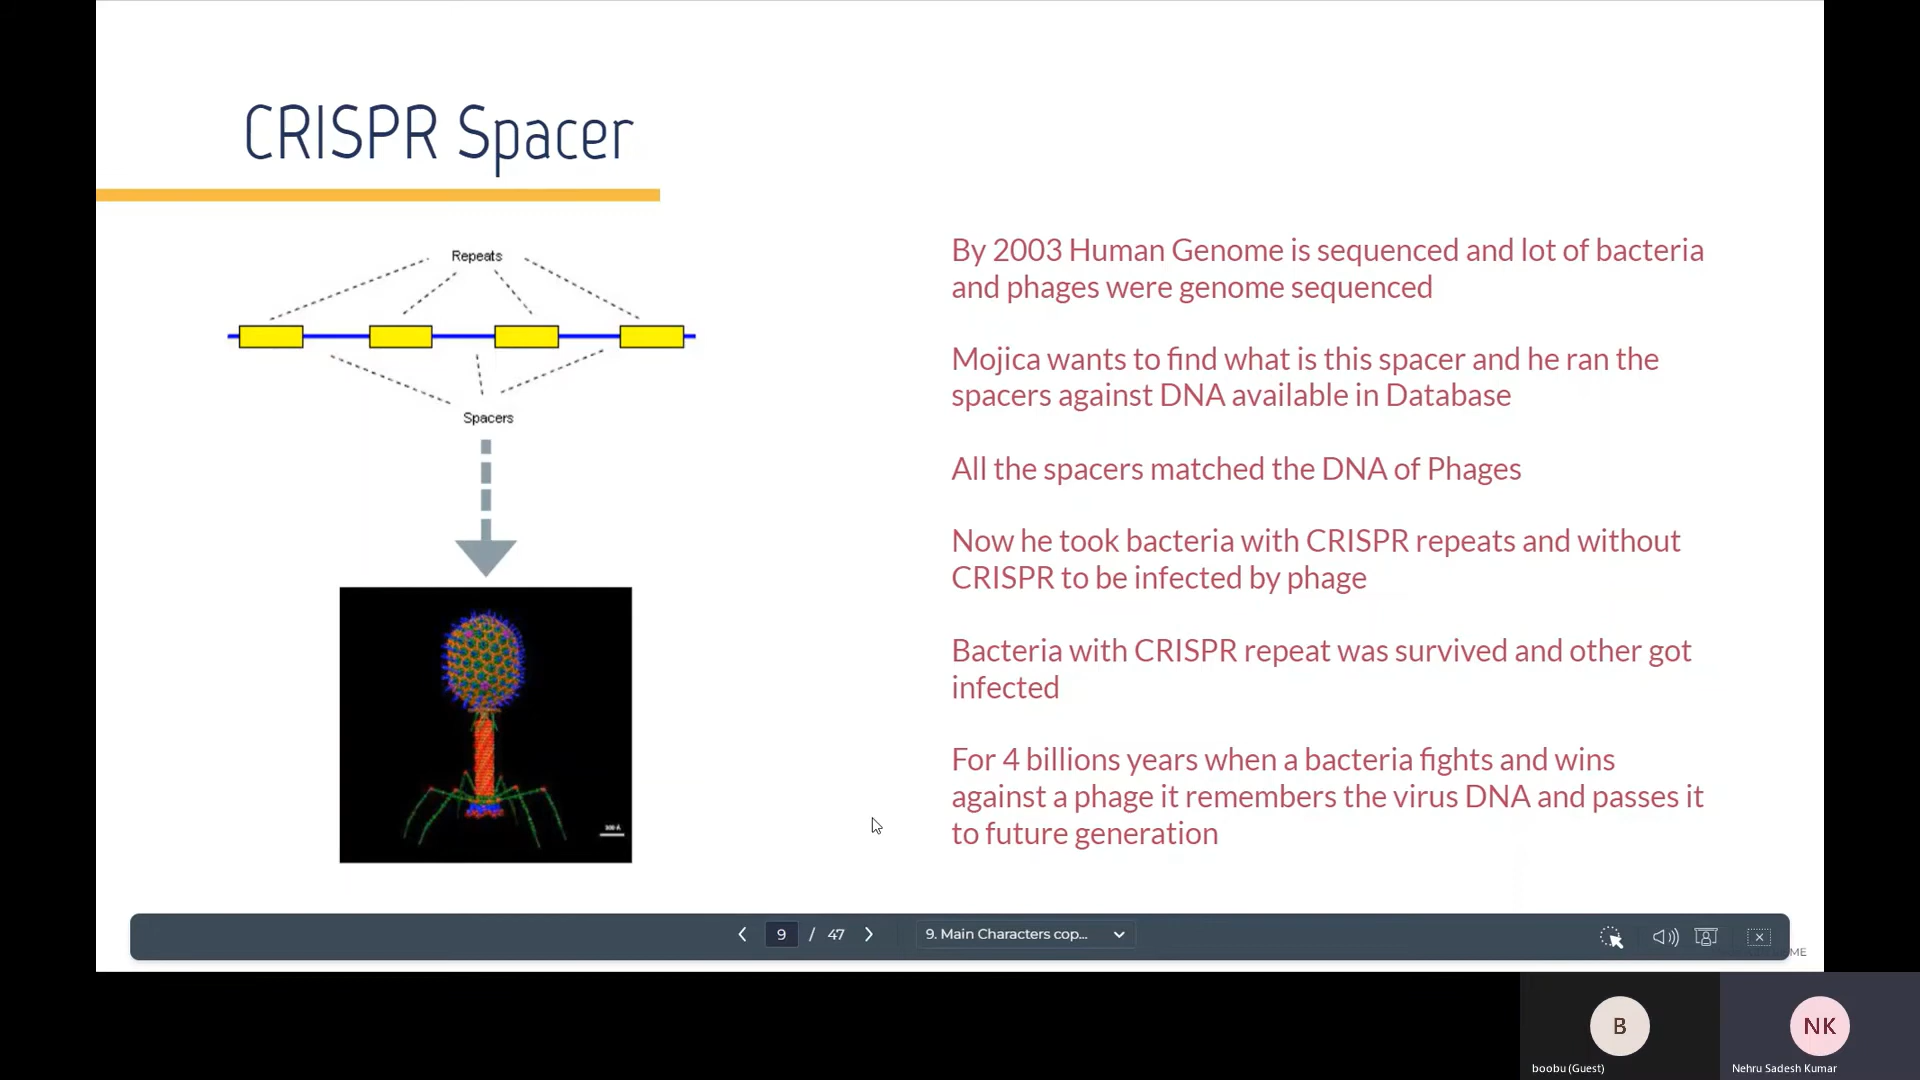 CRISPR Spacer
Repeats
Spacers
By 2003 Human Genome is sequenced and lot of bacteria
and phages were genome sequenced
Mojica wants to find what is this spacer and he ran the
spacers against DNA available in Database
All the spacers matched the DNA of Phages
Now he took bacteria with CRISPR repeats and without
CRISPR to be infected by phage
Bacteria with CRISPR repeat was survived and other got
infected
For 4 billions years when a bacteria fights and wins
against a phage it remembers the virus DNA and passes it
to future generation
9 / 47
9. Main Characters cop...
ME
B
NK
boobu (Guest)
Nehru Sadesh Kumar